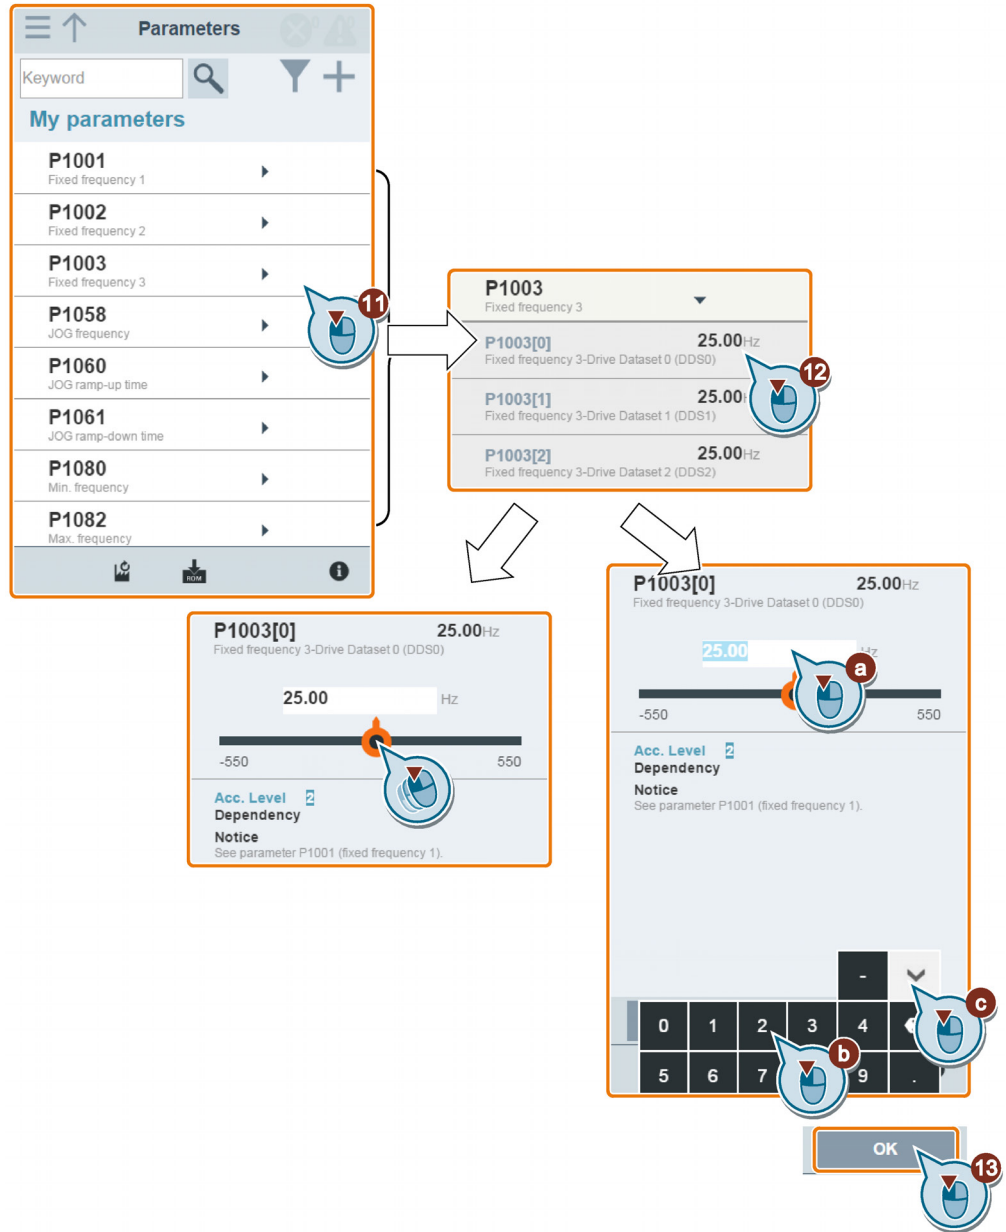 Parameters
Keyword
My parameters
P1001
Fixed frequency 1
P1002
Fixed frequency 2
P1003
Fixed frequency 3
P1058
JOG frequency
P1060
JOG ramp-up time
P1061
JOG ramp-down time
P1080
Min. frequency
P1082
Max. frequency
ROM
11
P1003
Fixed frequency 3
P1003[0] 25.00Hz
Fixed frequency 3-Drive Dataset 0 (DDS0)
P1003[1] 25.00
Fixed frequency 3-Drive Dataset 1 (DDS1)
P1003[2] 25.00Hz
Fixed frequency 3-Drive Dataset 2 (DDS2)
12
P1003[0] 25.00Hz
Fixed frequency 3-Drive Dataset 0 (DDS0)
25.00 Hz
-550 550
Acc. Level 2
Dependency
Notice
See parameter P1001 (fixed frequency 1).
P1003[0] 25.00Hz
Fixed frequency 3-Drive Dataset 0 (DDS0)
25.00 Hz
a
-550 550
Acc. Level 2
Dependency
Notice
See parameter P1001 (fixed frequency 1).
-
c
0 1 2 3 4
b
5 6 7 9 .
OK
13